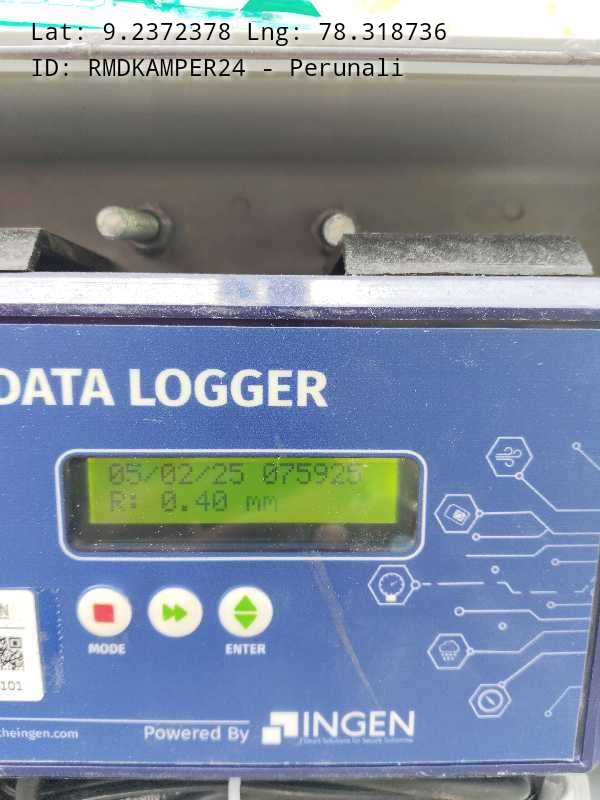 Lat: 9.2372378 Lng: 78.318736
ID: RMDKAMPER24 - Perunali
DATA LOGGER
05/02/25 075925
R: 0.40 mm
MODE
ENTER
N
101
theingen.com
Powered By INGEN